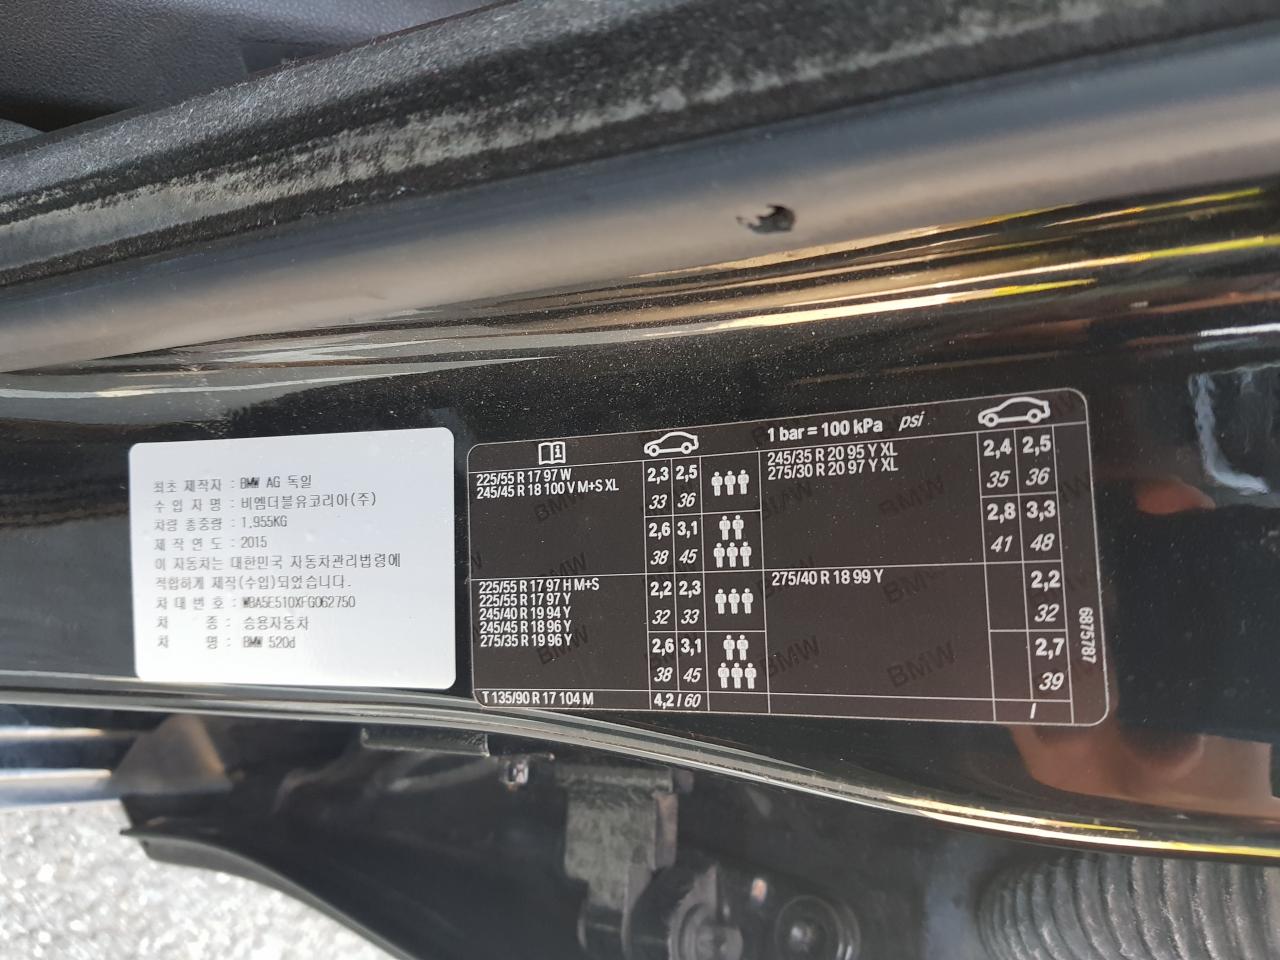 최초 제작자 : BMW AG 독일
수 입 자 명 : 비엠더블유코리아(주)
차량 총중량 : 1,955KG
제 작 연 도 : 2015
이 자동차는 대한민국 자동차관리법령에
적합하게 제작(수입)되었습니다.
차 대 번 호 : WBA5E510XFG062750
차 종 : 승용자동차
차 명 : BMW 520d
1 bar = 100 kPa psi
225/55 R 17 97 W
245/45 R 18 100 V M+S XL
2,3 2,5
33 36
2,6 3,1
38 45
225/55 R 17 97 H M+S
225/55 R 17 97 Y
245/40 R 19 94 Y
245/45 R 18 96 Y
275/35 R 19 96 Y
2,2 2,3
32 33
2,6 3,1
38 45
T 135/90 R 17 104 M 4,2 / 60
245/35 R 20 95 Y XL
275/30 R 20 97 Y XL
2,4 2,5
35 36
2,8 3,3
41 48
275/40 R 18 99 Y 2,2
32
2,7
39
/
6875787
BMW
BMW
BMW
BMW
BMW
BMW